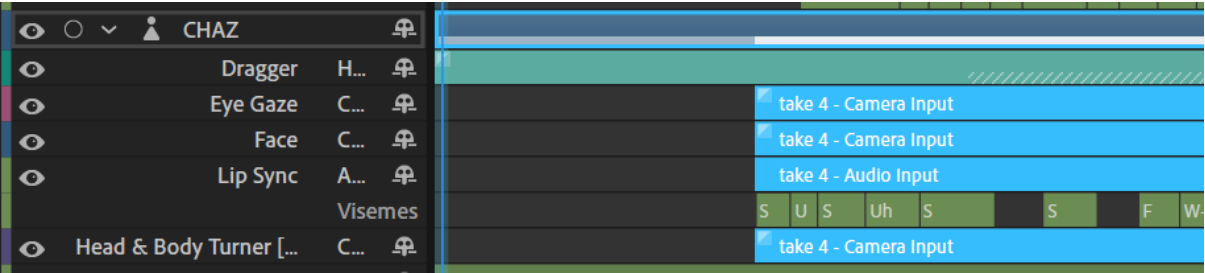 CHAZ
Dragger H...
Eye Gaze C... take 4 - Camera Input
Face C... take 4 - Camera Input
Lip Sync A... take 4 - Audio Input
Visemes S U S Uh S S F W-
Head & Body Turner [... C... take 4 - Camera Input